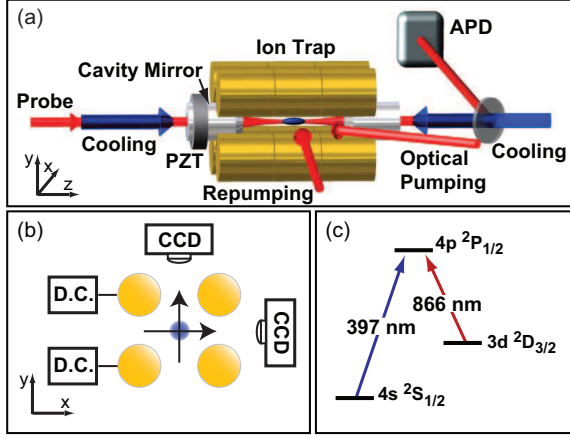 (a)
Ion Trap
APD
Cavity Mirror
Probe
Cooling
PZT
Repumping
Optical
Pumping
Cooling
y
x
z
(b)
CCD
D.C.
CCD
D.C.
y
x
(c)
4p ²P₁/₂
866 nm
397 nm
3d ²D₃/₂
4s ²S₁/₂